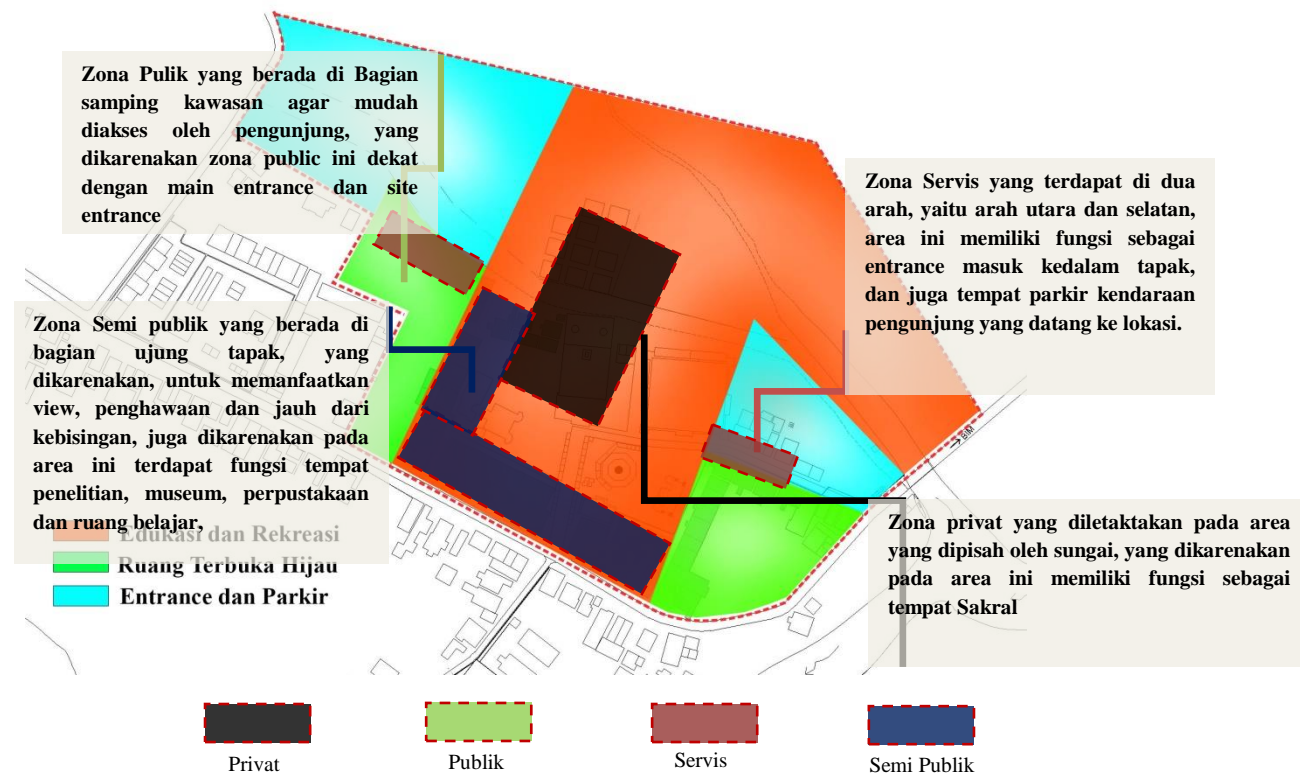 Zona Pulik yang berada di Bagian
samping kawasan agar mudah
diakses oleh pengunjung, yang
dikarenakan zona public ini dekat
dengan main entrance dan site
entrance
Zona Servis yang terdapat di dua
arah, yaitu arah utara dan selatan,
area ini memiliki fungsi sebagai
entrance masuk kedalam tapak,
dan juga tempat parkir kendaraan
pengunjung yang datang ke lokasi.
Zona Semi publik yang berada di
bagian ujung tapak, yang
dikarenakan, untuk memanfaatkan
view, penghawaan dan jauh dari
kebisingan, juga dikarenakan pada
area ini terdapat fungsi tempat
penelitian, museum, perpustakaan
dan ruang belajar,
Zona privat yang diletaktakan pada area
yang dipisah oleh sungai, yang dikarenakan
pada area ini memiliki fungsi sebagai
tempat Sakral
Edukasi dan Rekreasi
Ruang Terbuka Hijau
Entrance dan Parkir
Privat
Publik
Servis
Semi Publik